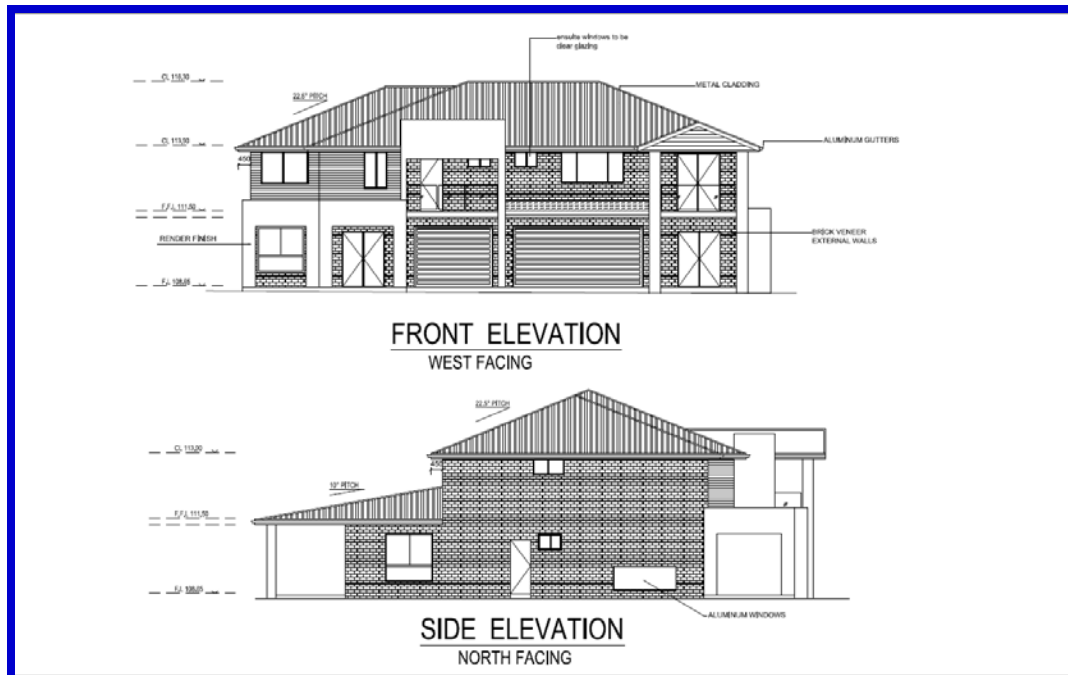 ensuite windows to be
clear glazing
METAL CLADDING
22.5° PITCH
ALUMINUM GUTTERS
450
RENDER FINISH
BRICK VENEER
EXTERNAL WALLS
FRONT ELEVATION
WEST FACING
22.5° PITCH
450
10° PITCH
ALUMINUM WINDOWS
SIDE ELEVATION
NORTH FACING